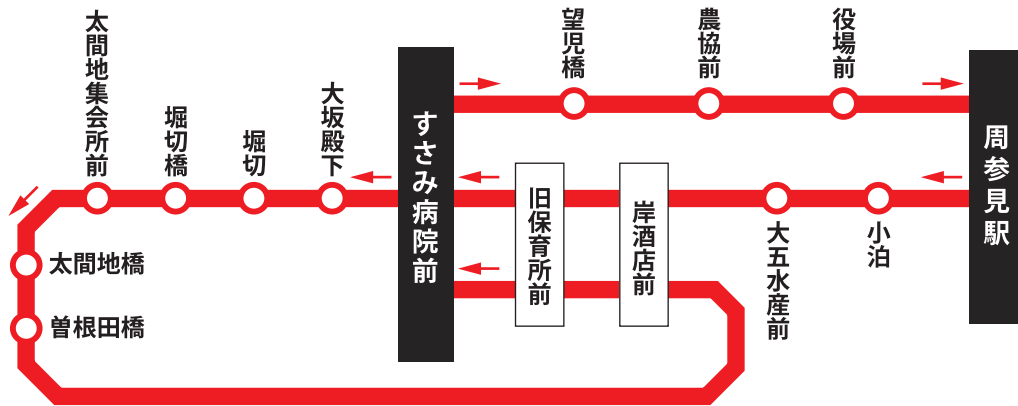 太間地集会所前
堀切橋
堀切
大坂殿下
すさみ病院前
望児橋
農協前
役場前
周参見駅
旧保育所前
岸酒店前
大五水産前
小泊
太間地橋
曽根田橋